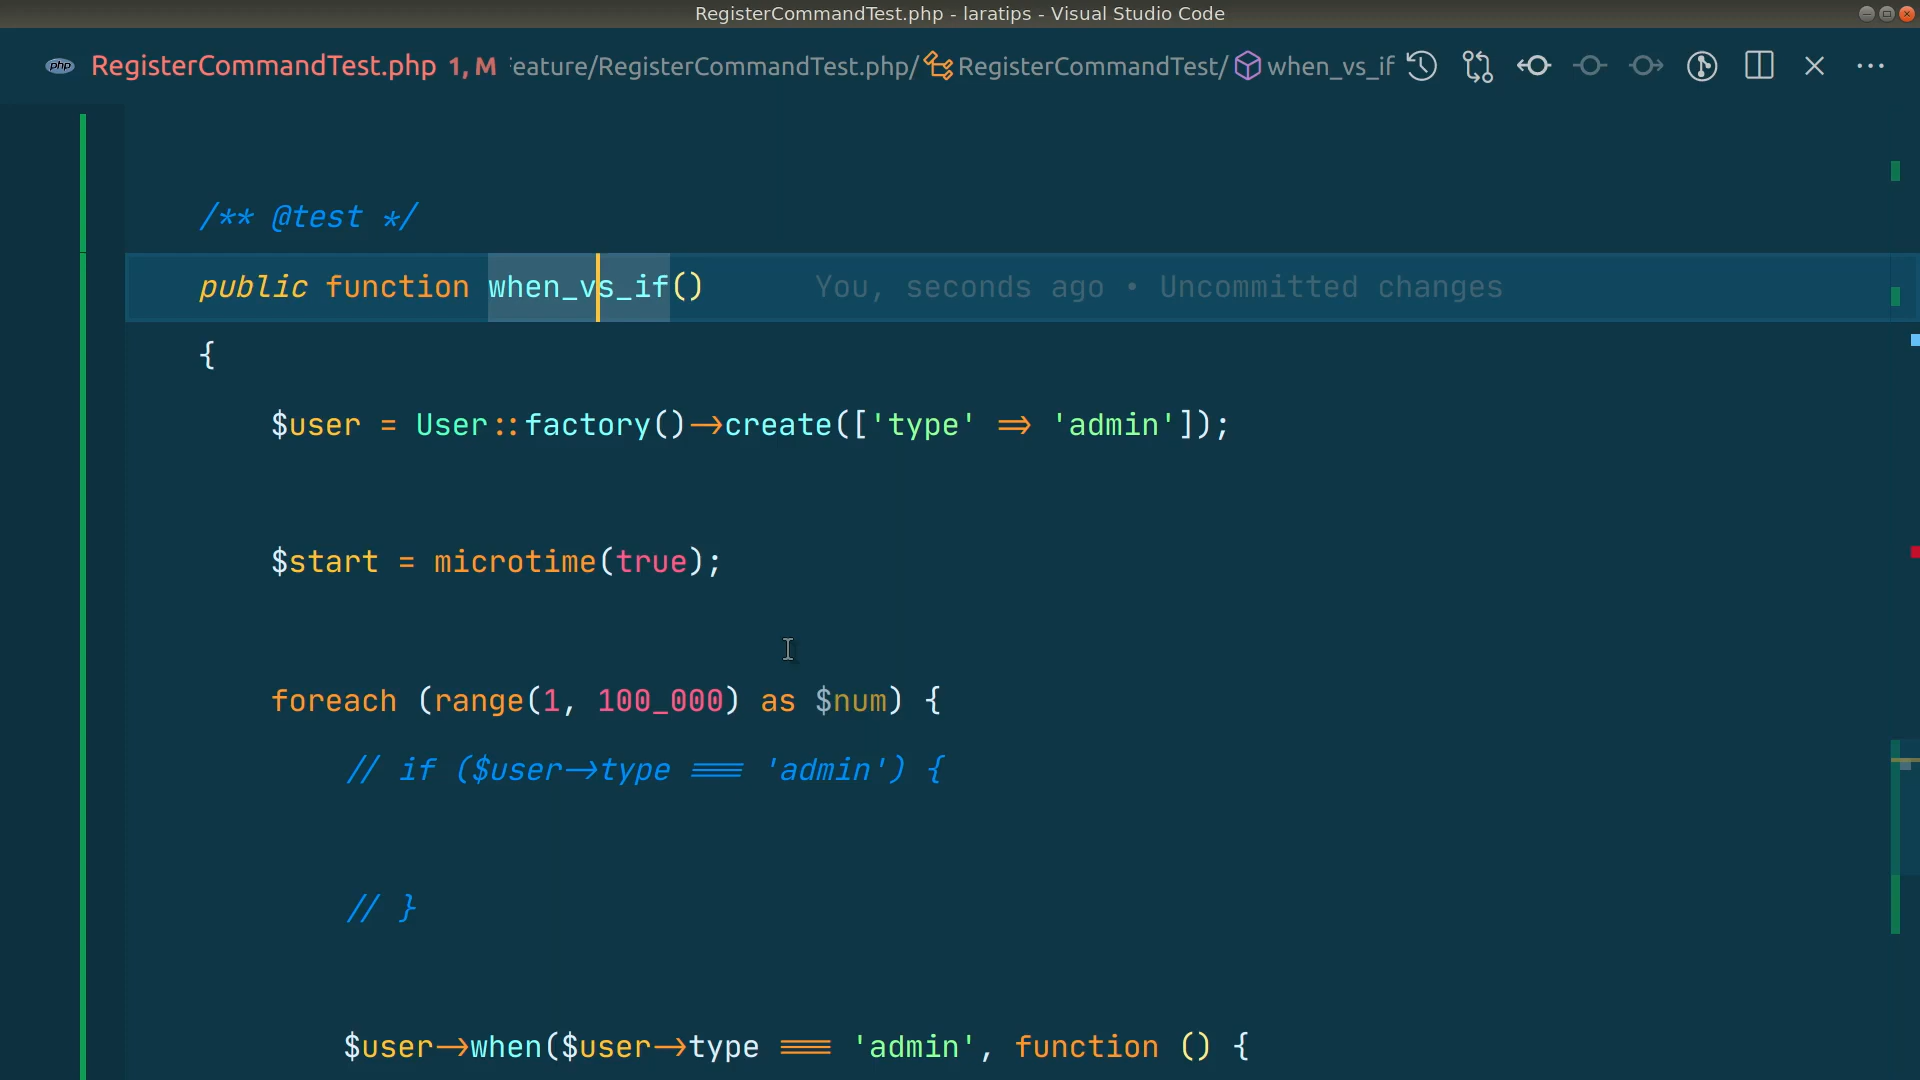 RegisterCommandTest.php - laratips - Visual Studio Code
php RegisterCommandTest.php 1, M Feature/RegisterCommandTest.php/ RegisterCommandTest/ when_vs_if
/** @test */
public function when_vs_if() You, seconds ago • Uncommitted changes
{
$user = User::factory()->create(['type' => 'admin']);
$start = microtime(true);
foreach (range(1, 100_000) as $num) {
// if ($user->type === 'admin') {
// }
$user->when($user->type === 'admin', function () {